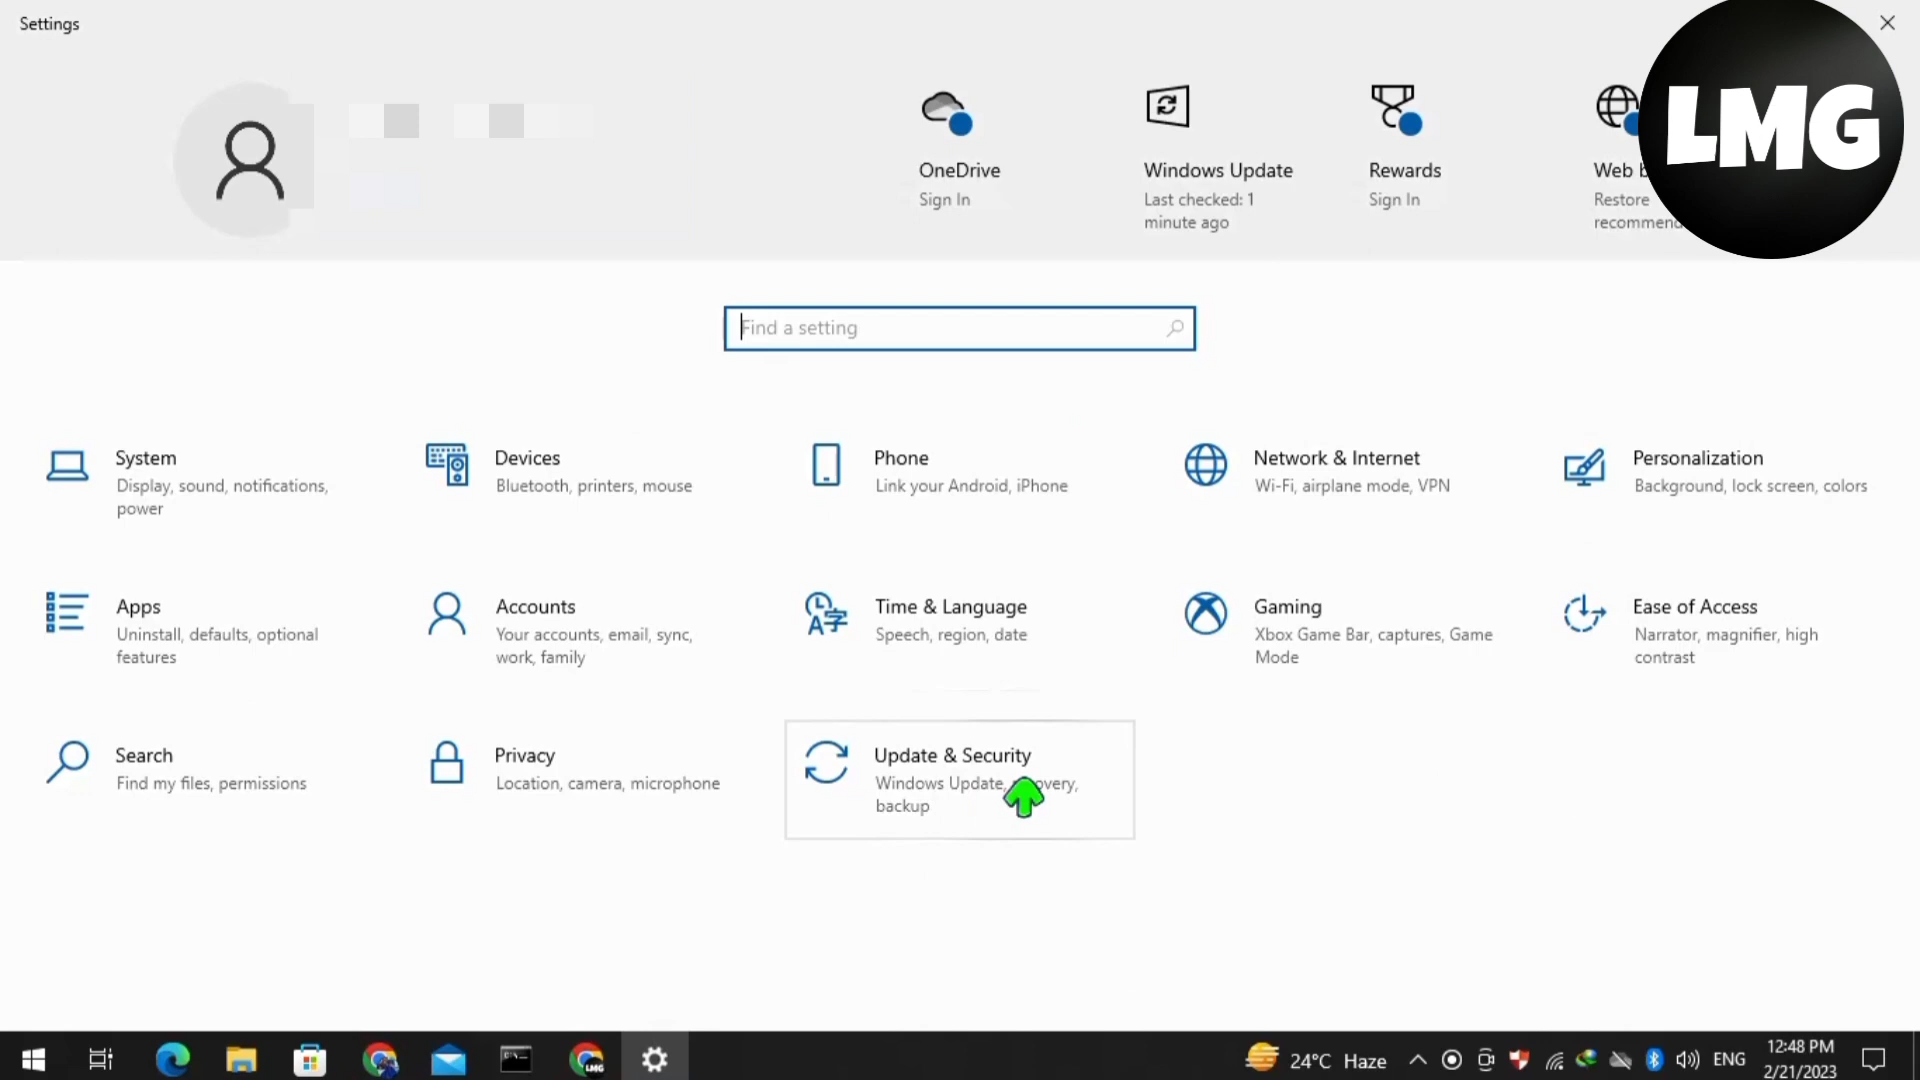 Settings
LMG
OneDrive
Sign In
Windows Update
Last checked: 1
minute ago
Rewards
Sign In
Web
Restore
Find a setting
System
Display, sound, notifications,
power
Devices
Bluetooth, printers, mouse
Phone
Link your Android, iPhone
Network & Internet
Wi-Fi, airplane mode, VPN
Personalization
Background, lock screen, colors
Apps
Uninstall, defaults, optional
features
Accounts
Your accounts, email, sync,
work, family
Time & Language
Speech, region, date
Gaming
Xbox Game Bar, captures, Game
Mode
Ease of Access
Narrator, magnifier, high
contrast
Search
Find my files, permissions
Privacy
Location, camera, microphone
Update & Security
Windows Update,
backup
LMG
24°C Haze
ENG
12:48 PM
2/21/2023